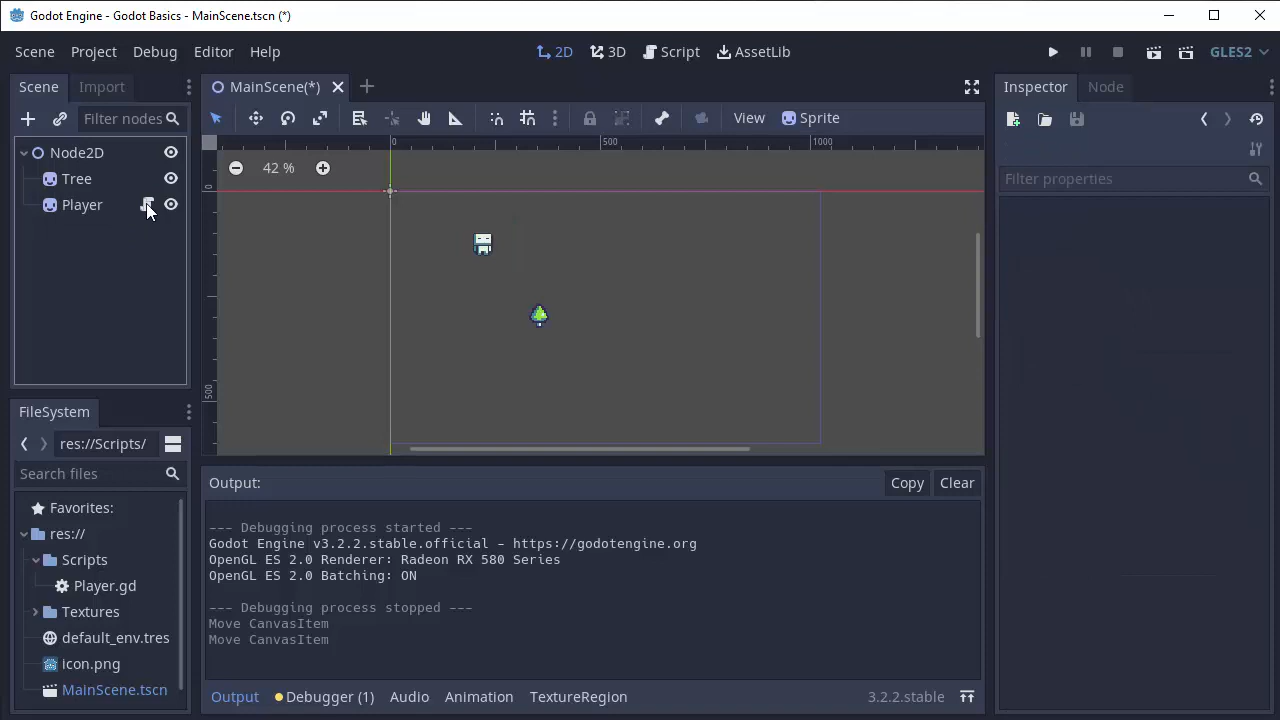 Godot Engine - Godot Basics - MainScene.tscn (*)
Scene Project Debug Editor Help
2D 3D Script AssetLib
GLES2
Scene Import
MainScene(*)
Inspector Node
Filter nodes
View Sprite
0 500 1000
42 %
0
500
Filter properties
Node2D
Tree
Player
FileSystem
res://Scripts/
Search files
Favorites:
res://
Scripts
Player.gd
Textures
default_env.tres
icon.png
MainScene.tscn
Output:
Copy Clear
--- Debugging process started ---
Godot Engine v3.2.2.stable.official - https://godotengine.org
OpenGL ES 2.0 Renderer: Radeon RX 580 Series
OpenGL ES 2.0 Batching: ON
--- Debugging process stopped ---
Move CanvasItem
Move CanvasItem
Output Debugger (1) Audio Animation TextureRegion
3.2.2.stable